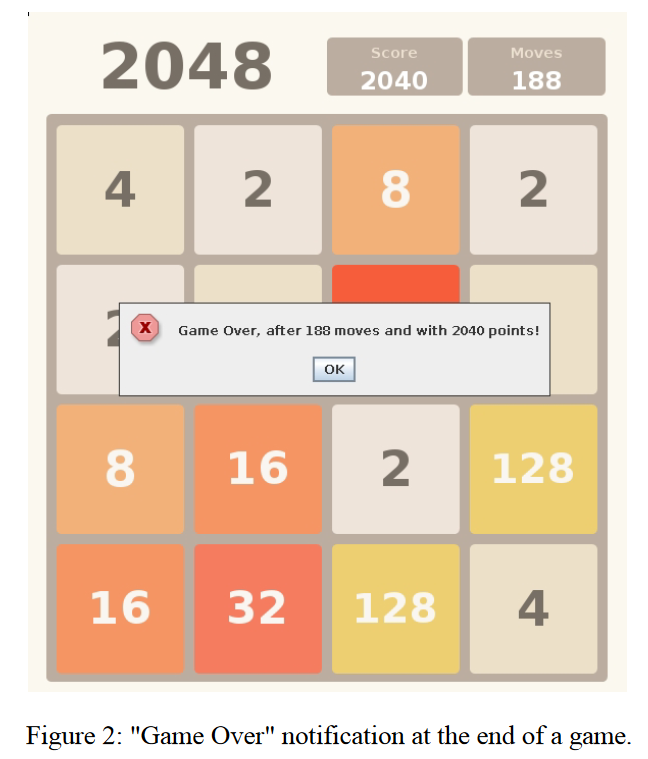 2048
Score
Moves
2040
188
4 2 8 2
2
Game Over, after 188 moves and with 2040 points!
OK
8 16 2 128
16 32 128 4
Figure 2: "Game Over" notification at the end of a game.